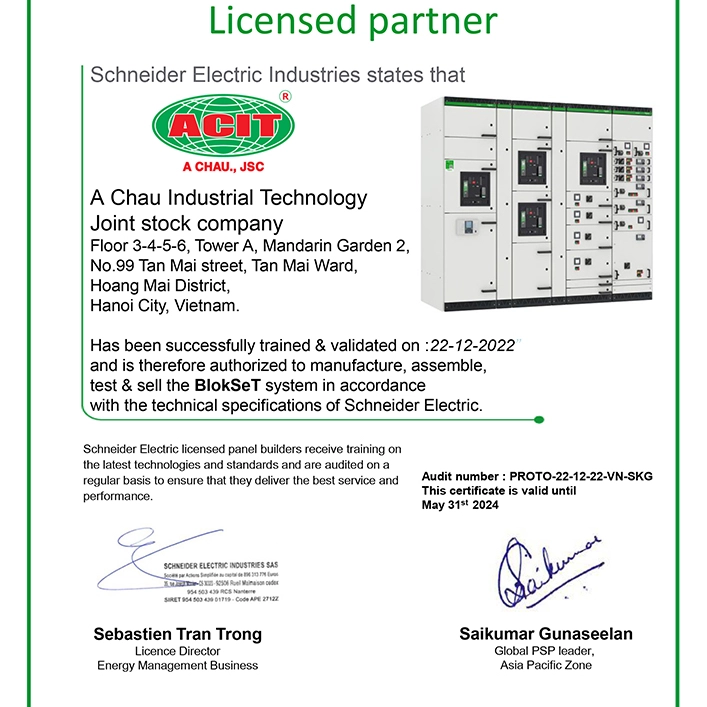 Licensed partner
Schneider Electric Industries states that
ACIT
R
A CHAU., JSC
A Chau Industrial Technology
Joint stock company
Floor 3-4-5-6, Tower A, Mandarin Garden 2,
No.99 Tan Mai street, Tan Mai Ward,
Hoang Mai District,
Hanoi City, Vietnam.
Has been successfully trained & validated on :22-12-2022
and is therefore authorized to manufacture, assemble,
test & sell the BlokSeT system in accordance
with the technical specifications of Schneider Electric.
Schneider Electric licensed panel builders receive training on
the latest technologies and standards and are audited on a
regular basis to ensure that they deliver the best service and
performance.
Audit number : PROTO-22-12-22-VN-SKG
This certificate is valid until
May 31st 2024
SCHNEIDER ELECTRIC INDUSTRIES SAS
Société par Actions Simplifiée au capital de 896 313 776 Euros
92506 Rueil Malmaison cedex
954 503 439 RCS Nanterre
SIRET 954 503 439 01719 - Code APE 2712Z
Saikumar
Sebastien Tran Trong
Licence Director
Energy Management Business
Saikumar Gunaseelan
Global PSP leader,
Asia Pacific Zone